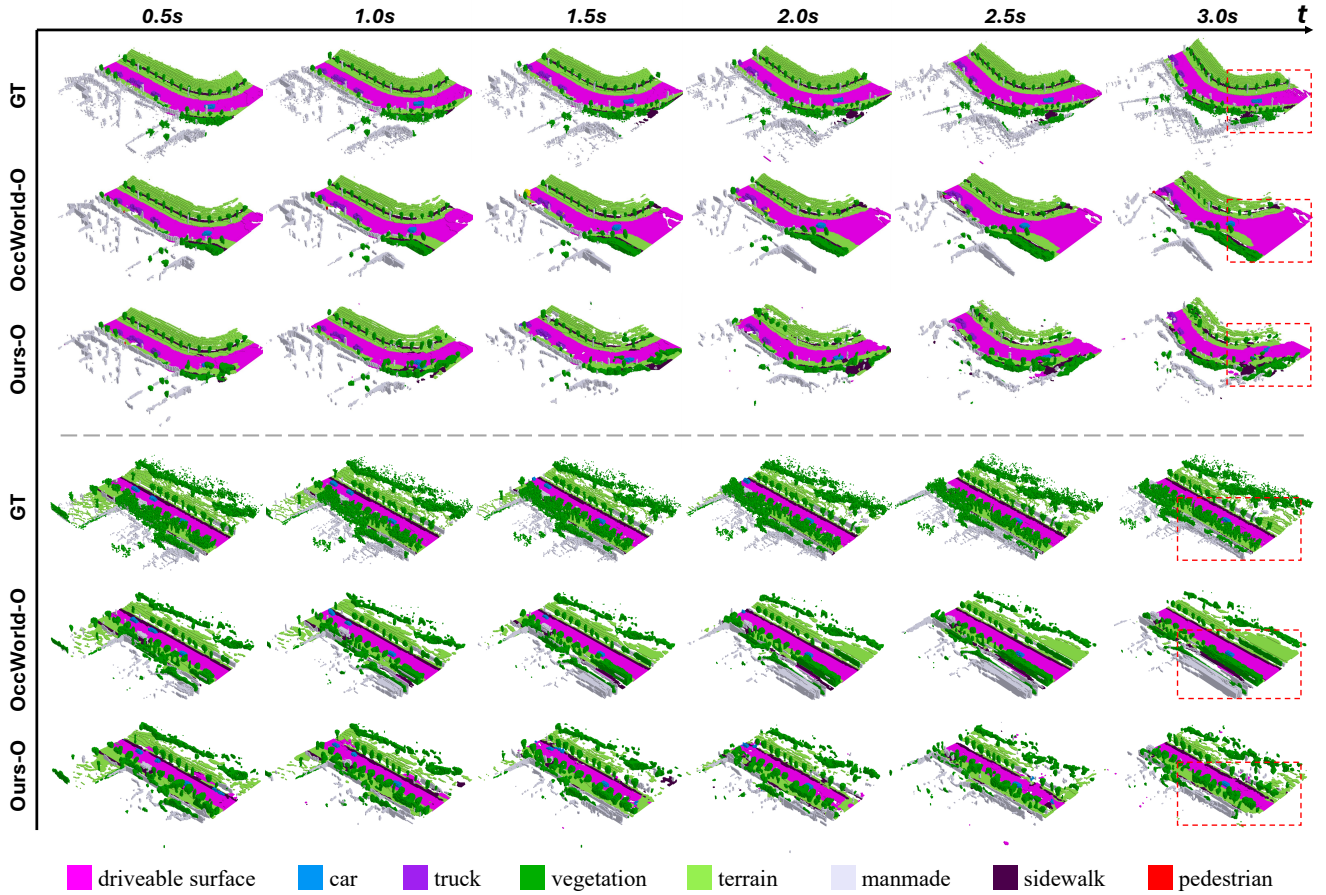 0.5s 1.0s 1.5s 2.0s 2.5s 3.0s t
GT
OccWorld-O
Ours-O
GT
OccWorld-O
Ours-O
driveable surface car truck vegetation terrain manmade sidewalk pedestrian